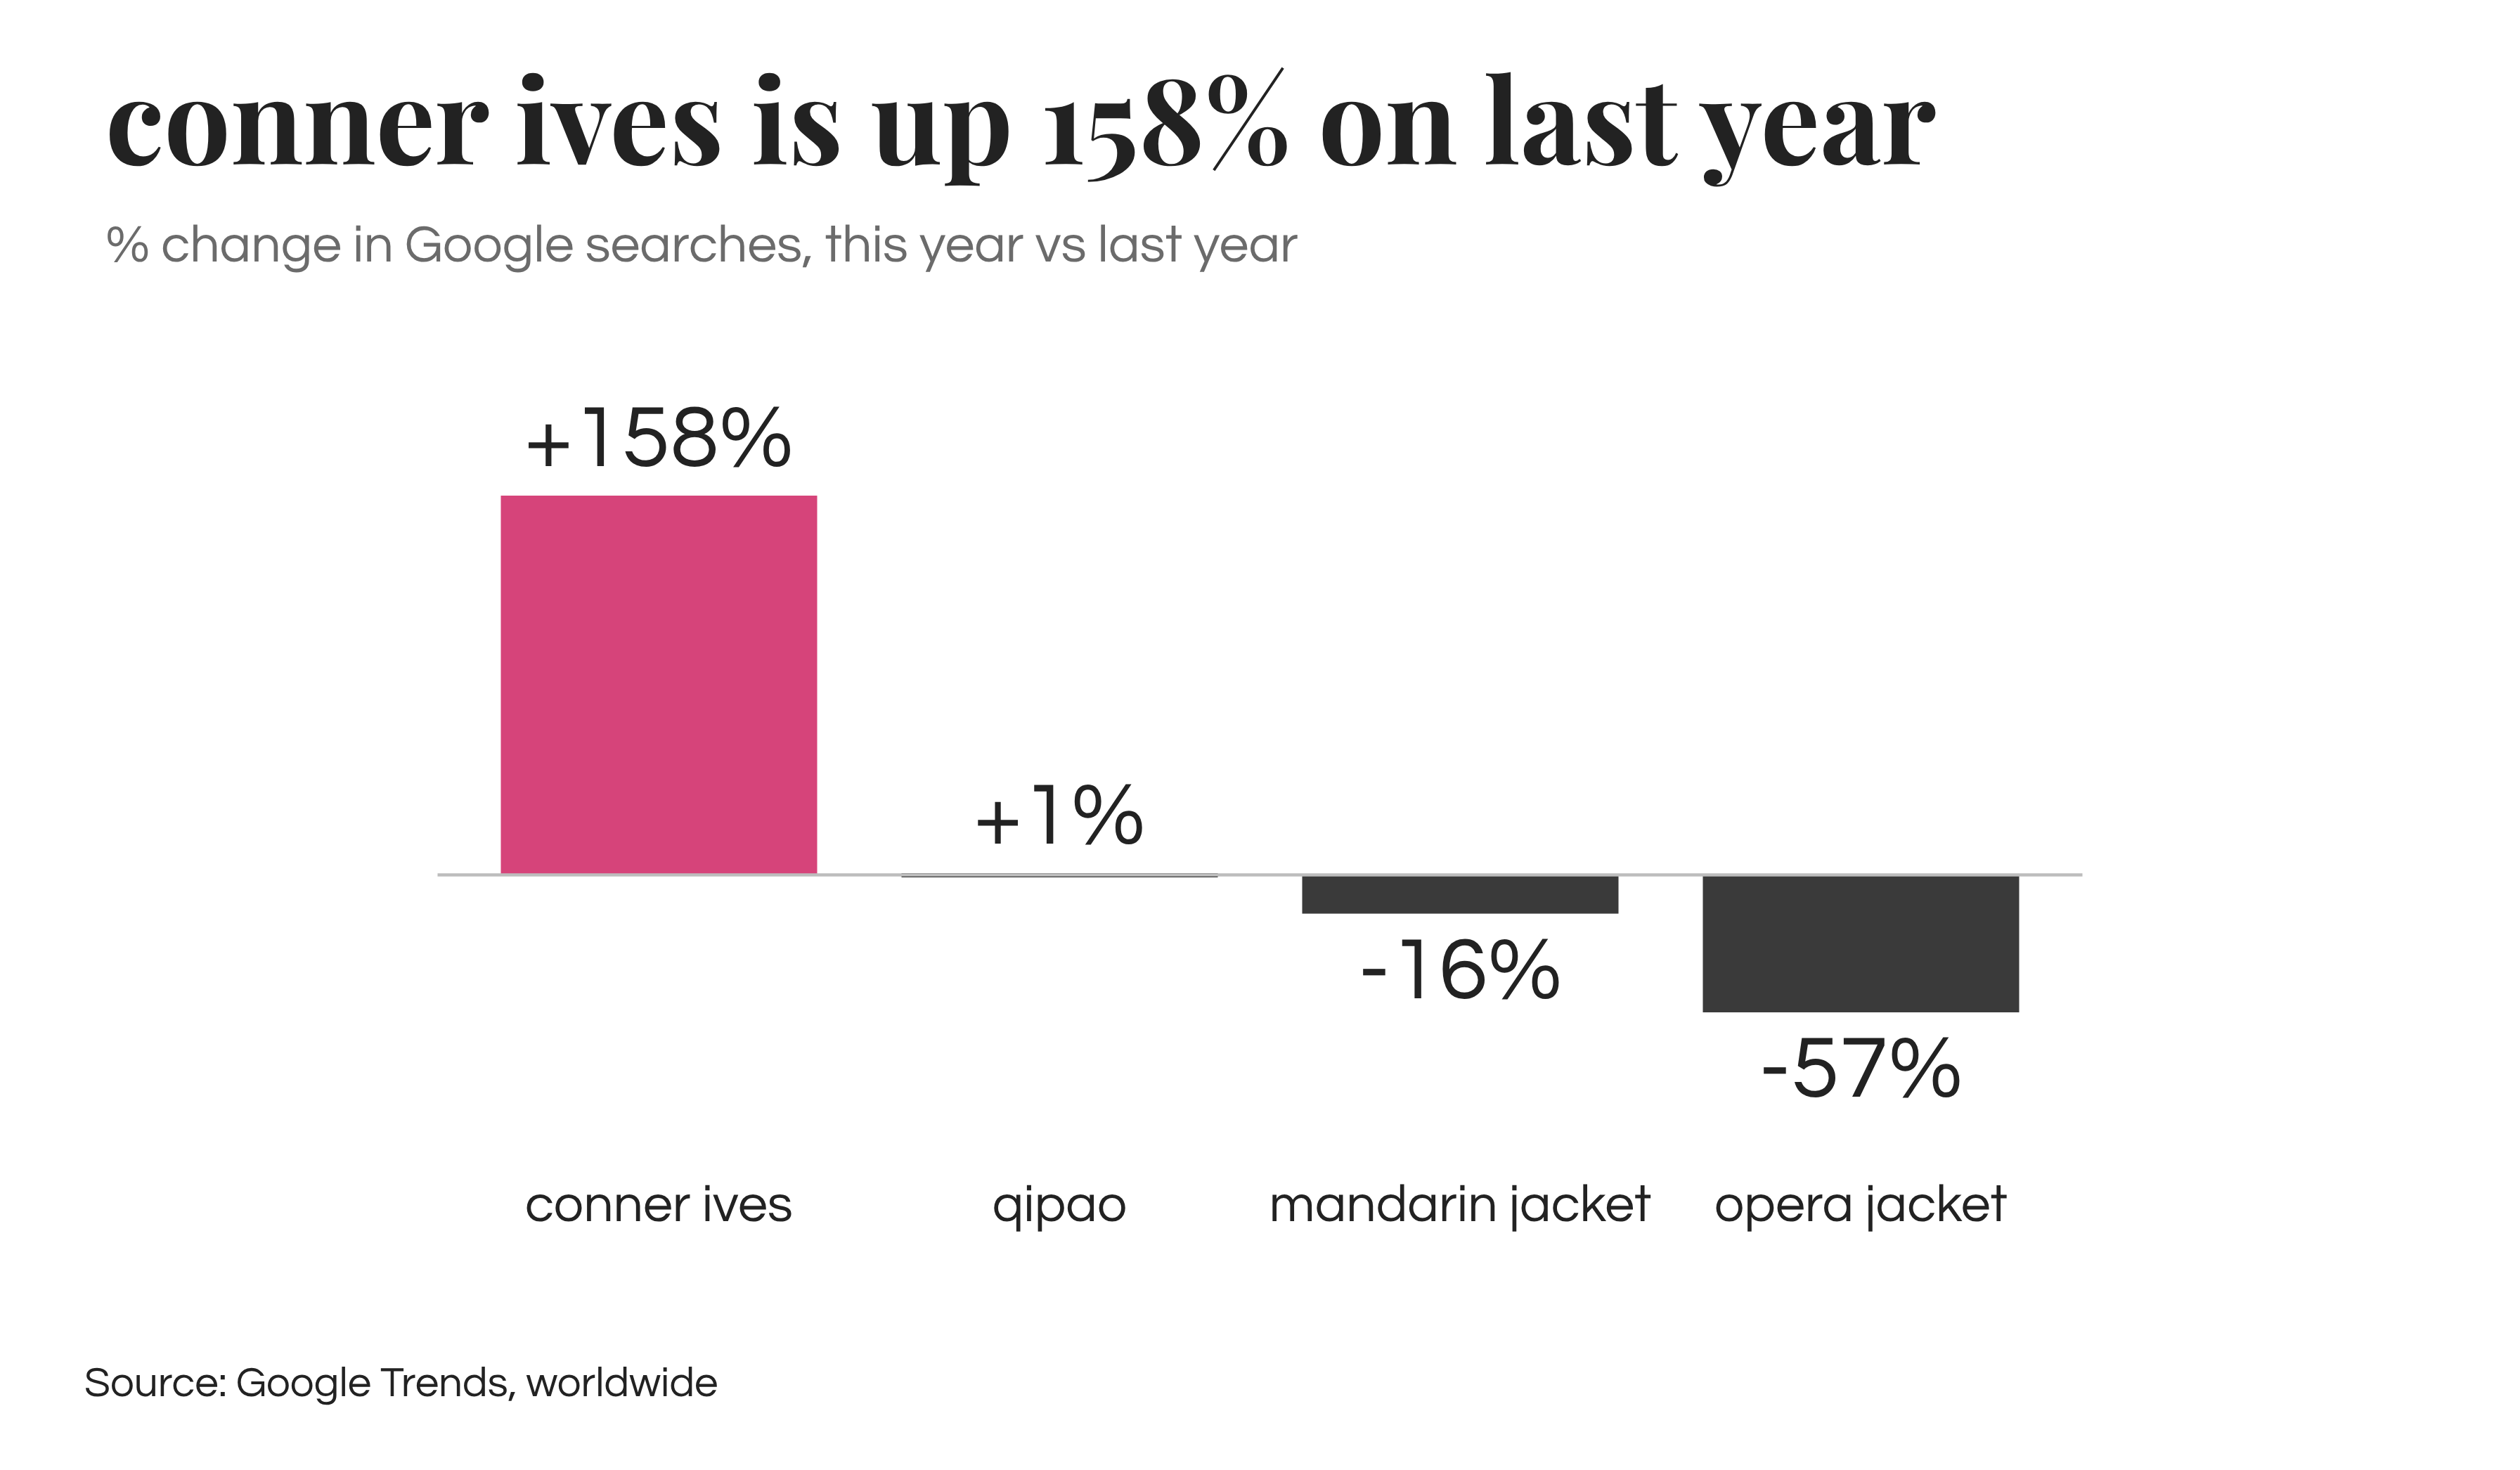 conner ives is up 158% on last year
% change in Google searches, this year vs last year
+158%
+1%
-16%
-57%
conner ives
qipao
mandarin jacket
opera jacket
Source: Google Trends, worldwide